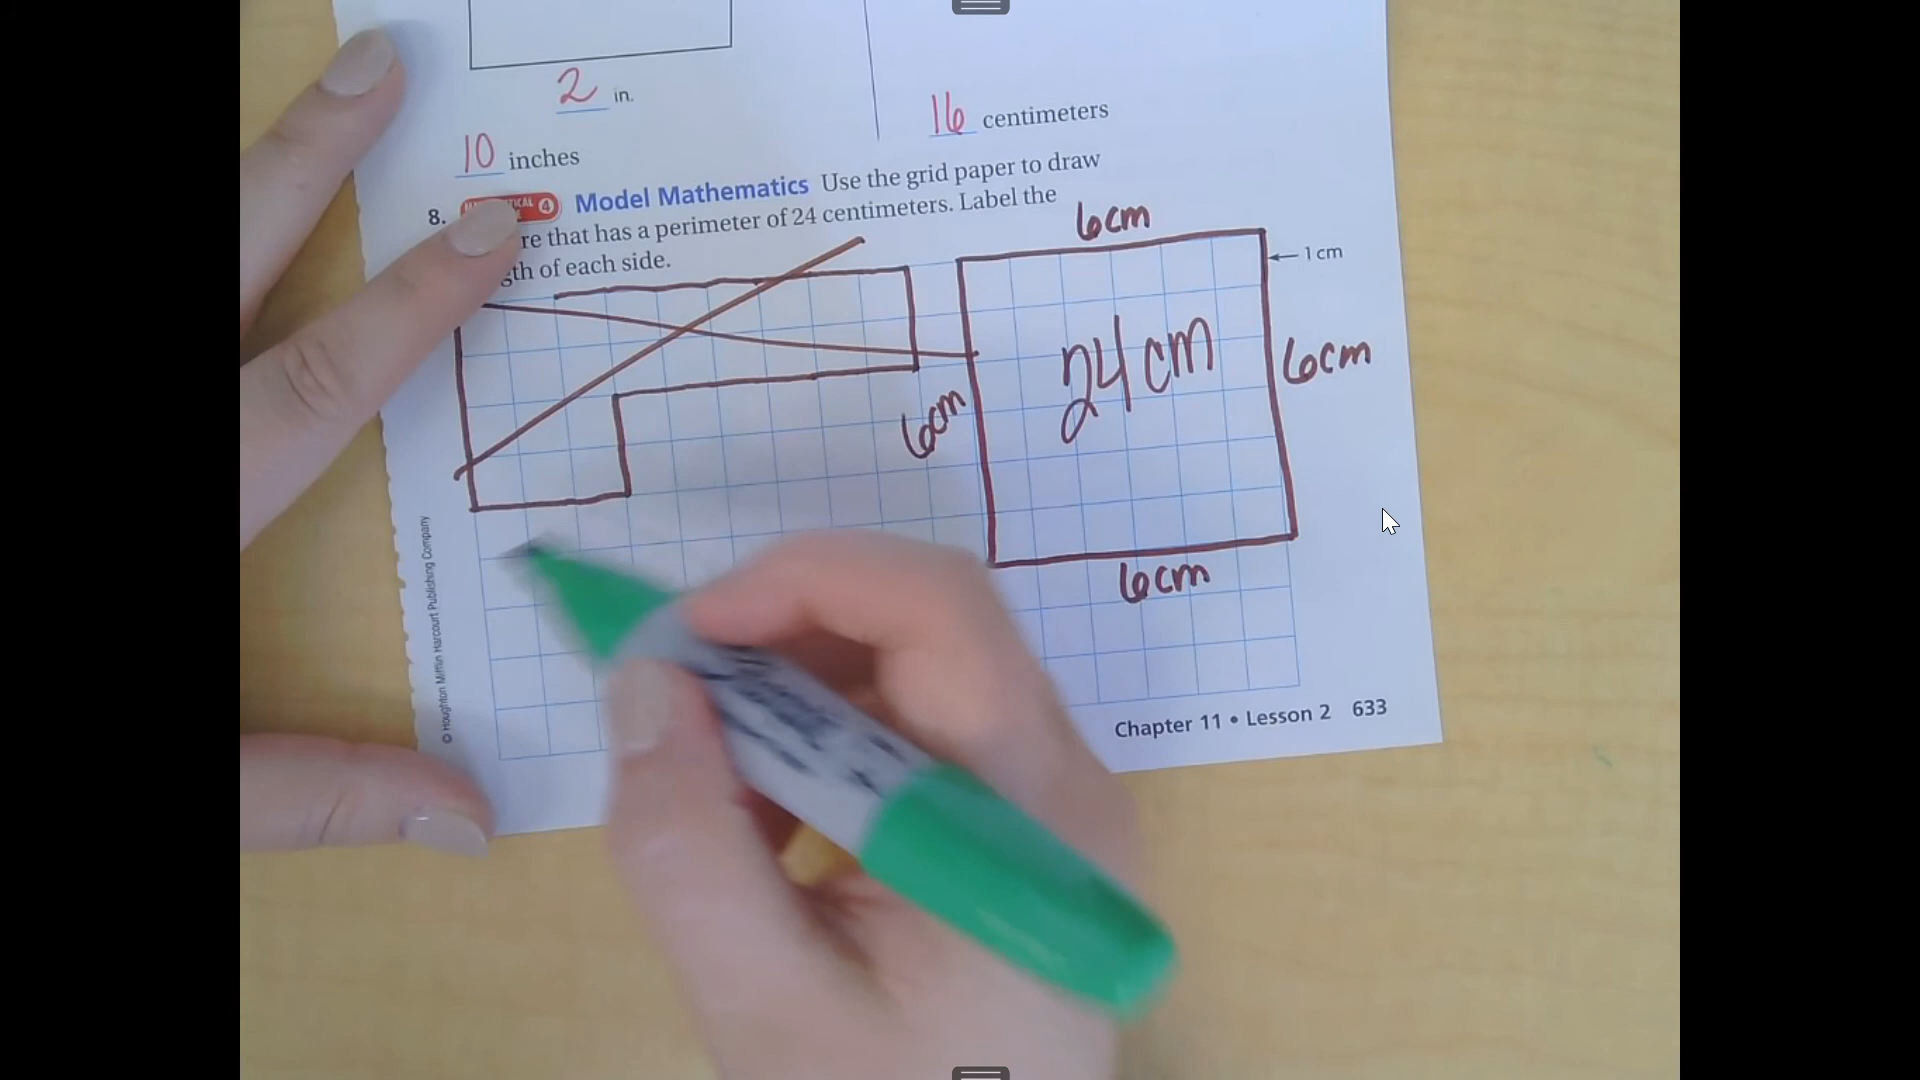 2 in.
16 centimeters
10 inches
8. 4 Model Mathematics Use the grid paper to draw
re that has a perimeter of 24 centimeters. Label the
gth of each side.
6cm
1 cm
24 cm
6cm
6cm
6cm
© Houghton Mifflin Harcourt Publishing Company
Chapter 11 • Lesson 2 633